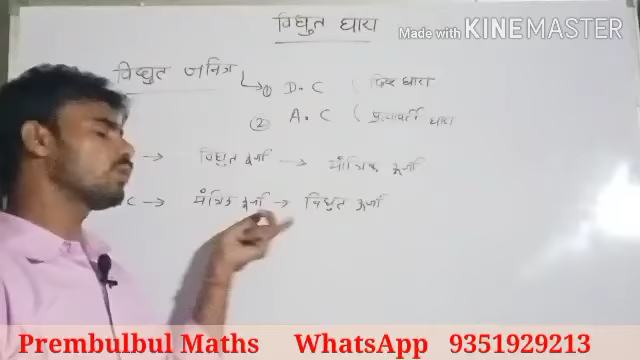 विद्युत धारा
Made with KINEMASTER
विद्युत जनित्र
① D.C ( दिष्ट धारा
② A.C ( प्रत्यावर्ती धारा
→ विद्युत ऊर्जा → यांत्रिक ऊर्जा
C → यांत्रिक ऊर्जा → विद्युत ऊर्जा
Prembulbul Maths WhatsApp 9351929213